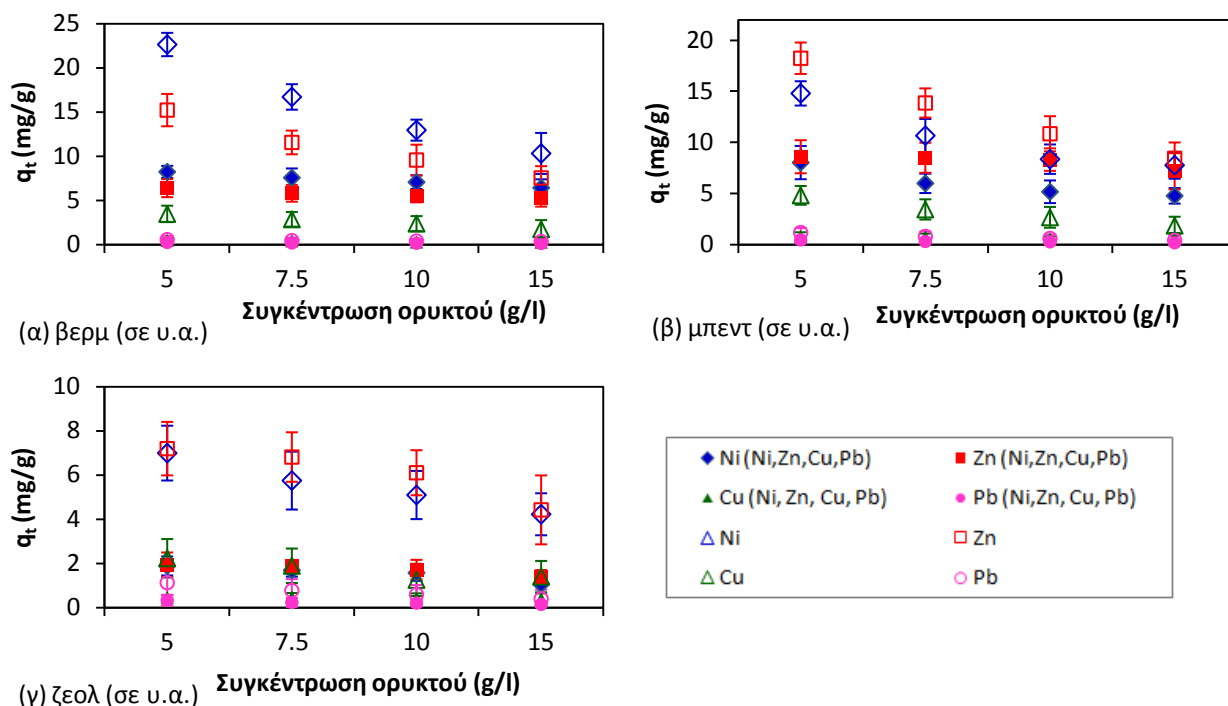 25
20
15
10
5
0
qt (mg/g)
5 7.5 10 15
Συγκέντρωση ορυκτού (g/l)
(α) βερμ (σε υ.α.)
20
15
10
5
0
qt (mg/g)
5 7.5 10 15
Συγκέντρωση ορυκτού (g/l)
(β) μπεντ (σε υ.α.)
10
8
6
4
2
0
qt (mg/g)
5 7.5 10 15
Συγκέντρωση ορυκτού (g/l)
(γ) ζεολ (σε υ.α.)
Ni (Ni,Zn,Cu,Pb) Zn (Ni,Zn,Cu,Pb)
Cu (Ni, Zn, Cu, Pb) Pb (Ni,Zn, Cu, Pb)
Ni Zn
Cu Pb